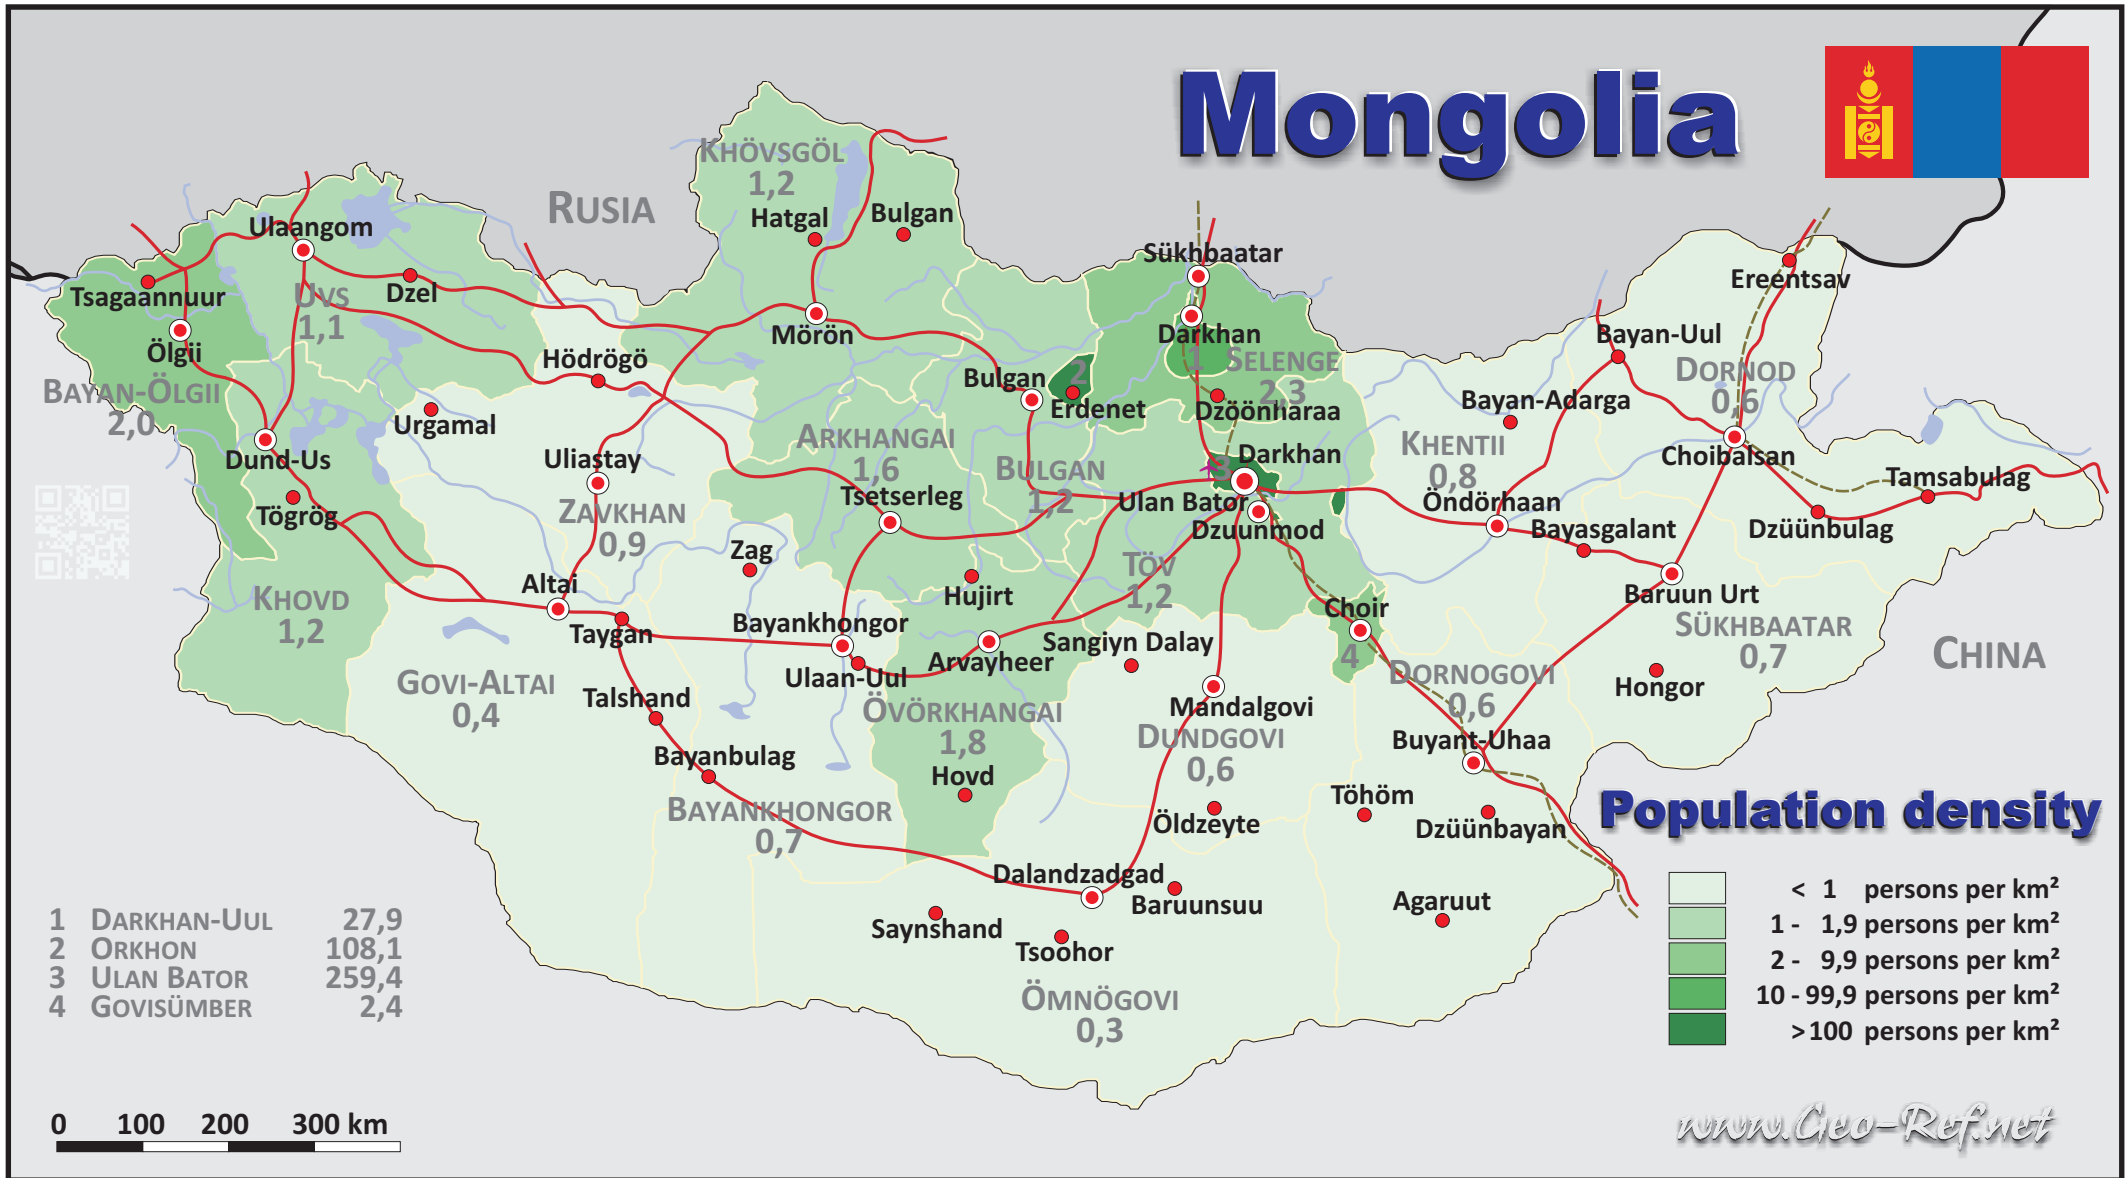 Mongolia
RUSIA
CHINA
KHÖVSGÖL
1,2
Hatgal
Bulgan
Ulaangom
Tsagaannuur
Dzel
UVS
1,1
Ölgii
BAYAN-ÖLGII
2,0
Mörön
Hödrögö
Urgamal
Dund-Us
Tögrög
Uliastay
ZAVKHAN
0,9
KHOVD
1,2
Altai
Taygan
Zag
GOVI-ALTAI
0,4
Talshand
Bayanbulag
BAYANKHONGOR
0,7
Bayankhongor
Ulaan-Uul
ARKHANGAI
1,6
Tsetserleg
Hujirt
Arvayheer
ÖVÖRKHANGAI
1,8
Hovd
Bulgan
2
Erdenet
BULGAN
1,2
Sükhbaatar
Darkhan
1
SELENGE
2,3
Dzöönharaa
3
Darkhan
Ulan Bator
Dzuunmod
TÖV
1,2
Sangiyn Dalay
Mandalgovi
DUNDGOVI
0,6
Öldzeyte
Dalandzadgad
Baruunsuu
Saynshand
Tsoohor
ÖMNÖGOVI
0,3
Choir
4
DORNOGOVI
0,6
Buyant-Uhaa
Töhöm
Dzüünbayan
Agaruut
KHENTII
0,8
Bayan-Adarga
Öndörhaan
Bayasgalant
Bayan-Uul
Ereentsav
DORNOD
0,6
Choibalsan
Tamsabulag
Dzüünbulag
Baruun Urt
SÜKHBAATAR
0,7
Hongor
1 DARKHAN-UUL 27,9
2 ORKHON 108,1
3 ULAN BATOR 259,4
4 GOVISÜMBER 2,4
0 100 200 300 km
Population density
< 1 persons per km²
1 - 1,9 persons per km²
2 - 9,9 persons per km²
10 - 99,9 persons per km²
>100 persons per km²
www.Geo-Ref.net